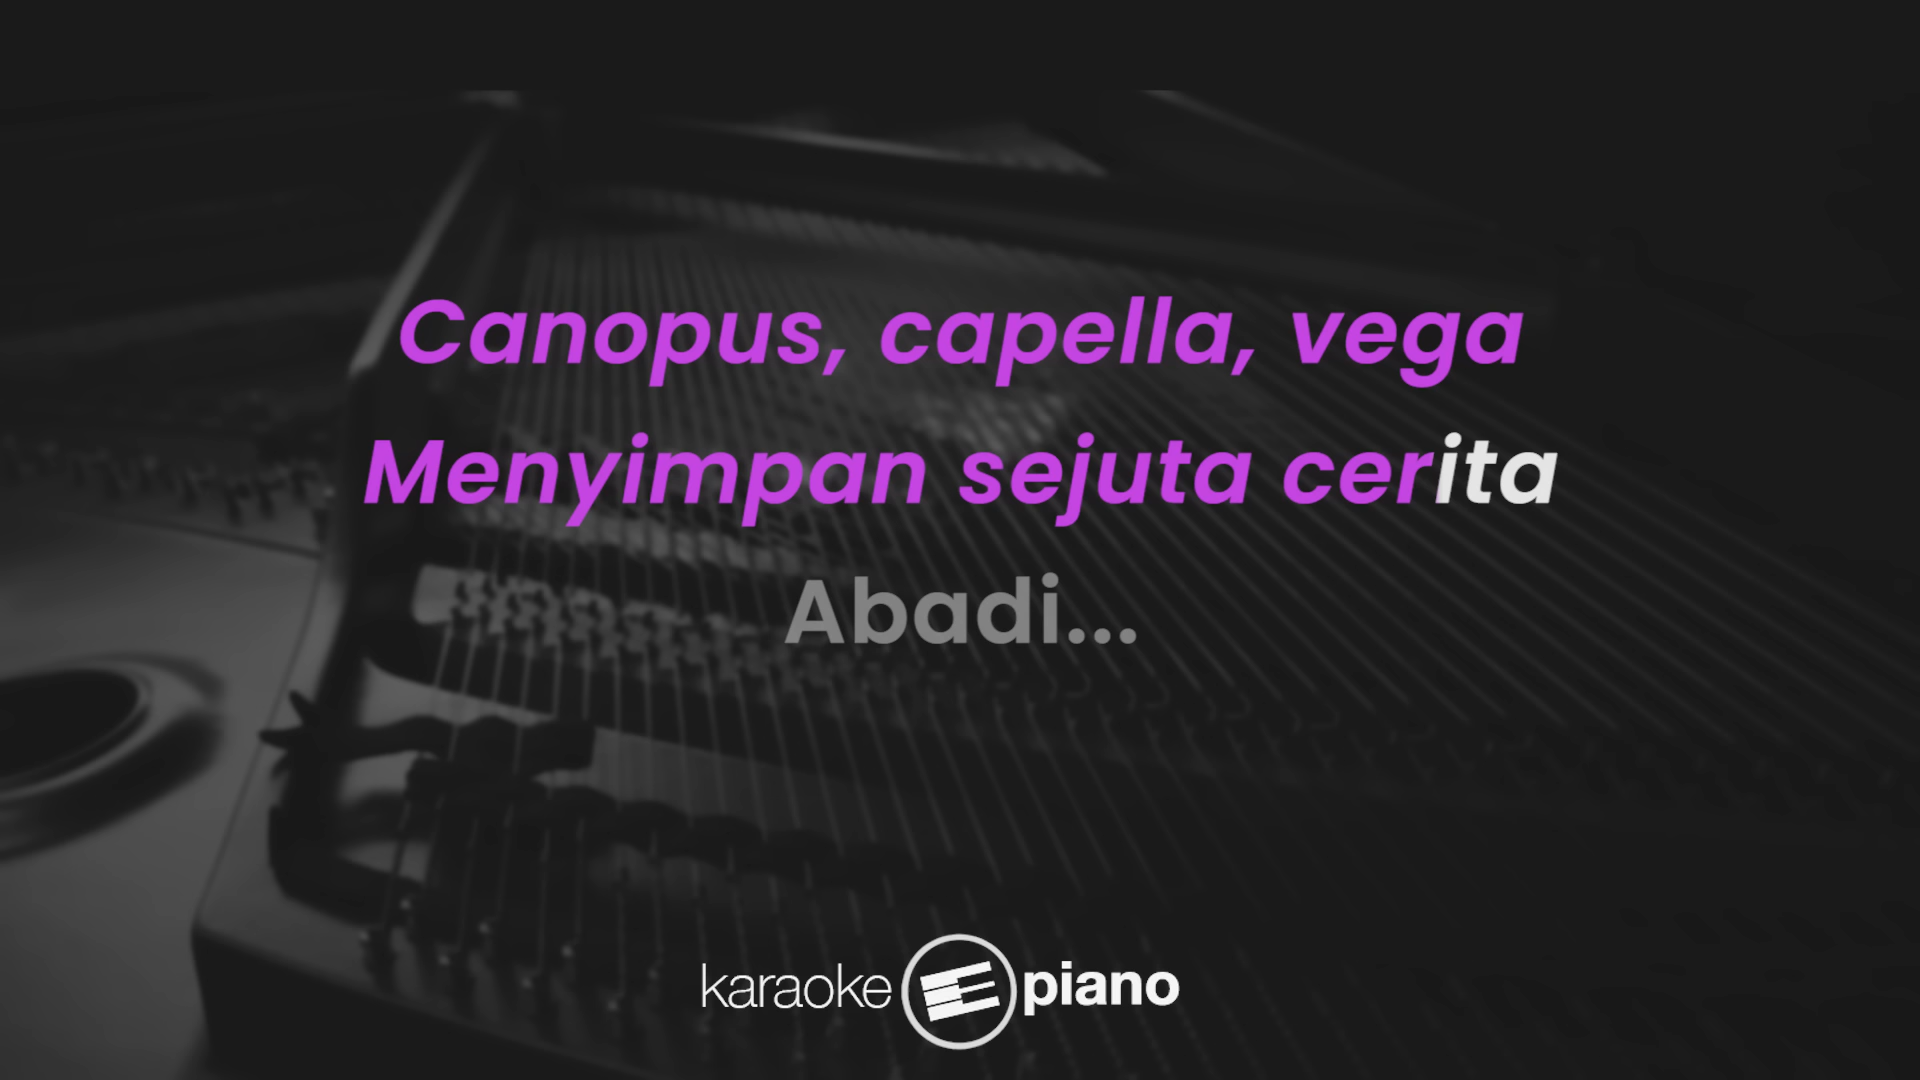 Canopus, capella, vega
Menyimpan sejuta cerita
Abadi...
karaoke piano